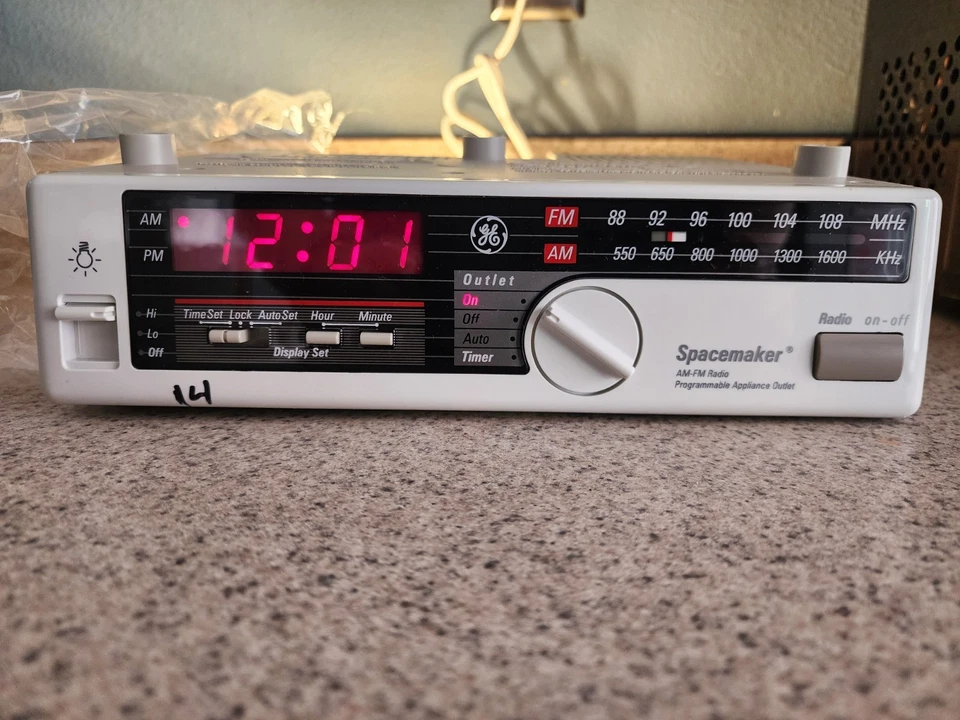 AM
PM
12:01
GE
FM 88 92 96 100 104 108 MHz
AM 550 650 800 1000 1300 1600 KHz
Outlet
On
Off
Auto
Timer
Hi
Lo
Off
Time Set Lock Auto Set Hour Minute
Display Set
Radio on-off
Spacemaker®
AM-FM Radio
Programmable Appliance Outlet
14